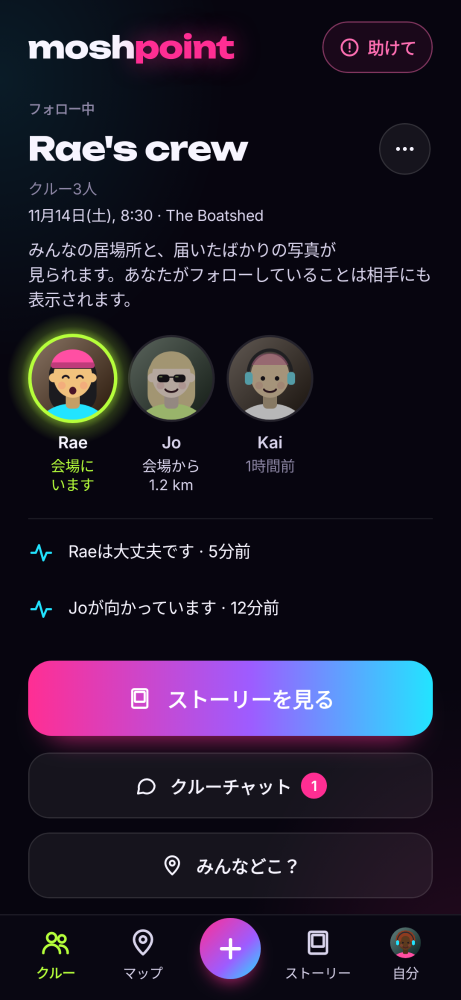 moshpoint
助けて
フォロー中
Rae's crew
クルー3人
11月14日(土), 8:30 · The Boatshed
みんなの居場所と、届いたばかりの写真が
見られます。あなたがフォローしていることは相手にも
表示されます。
Rae
会場に
います
Jo
会場から
1.2 km
Kai
1時間前
Raeは大丈夫です · 5分前
Joが向かっています · 12分前
ストーリーを見る
クルーチャット 1
みんなどこ？
クルー
マップ
ストーリー
自分